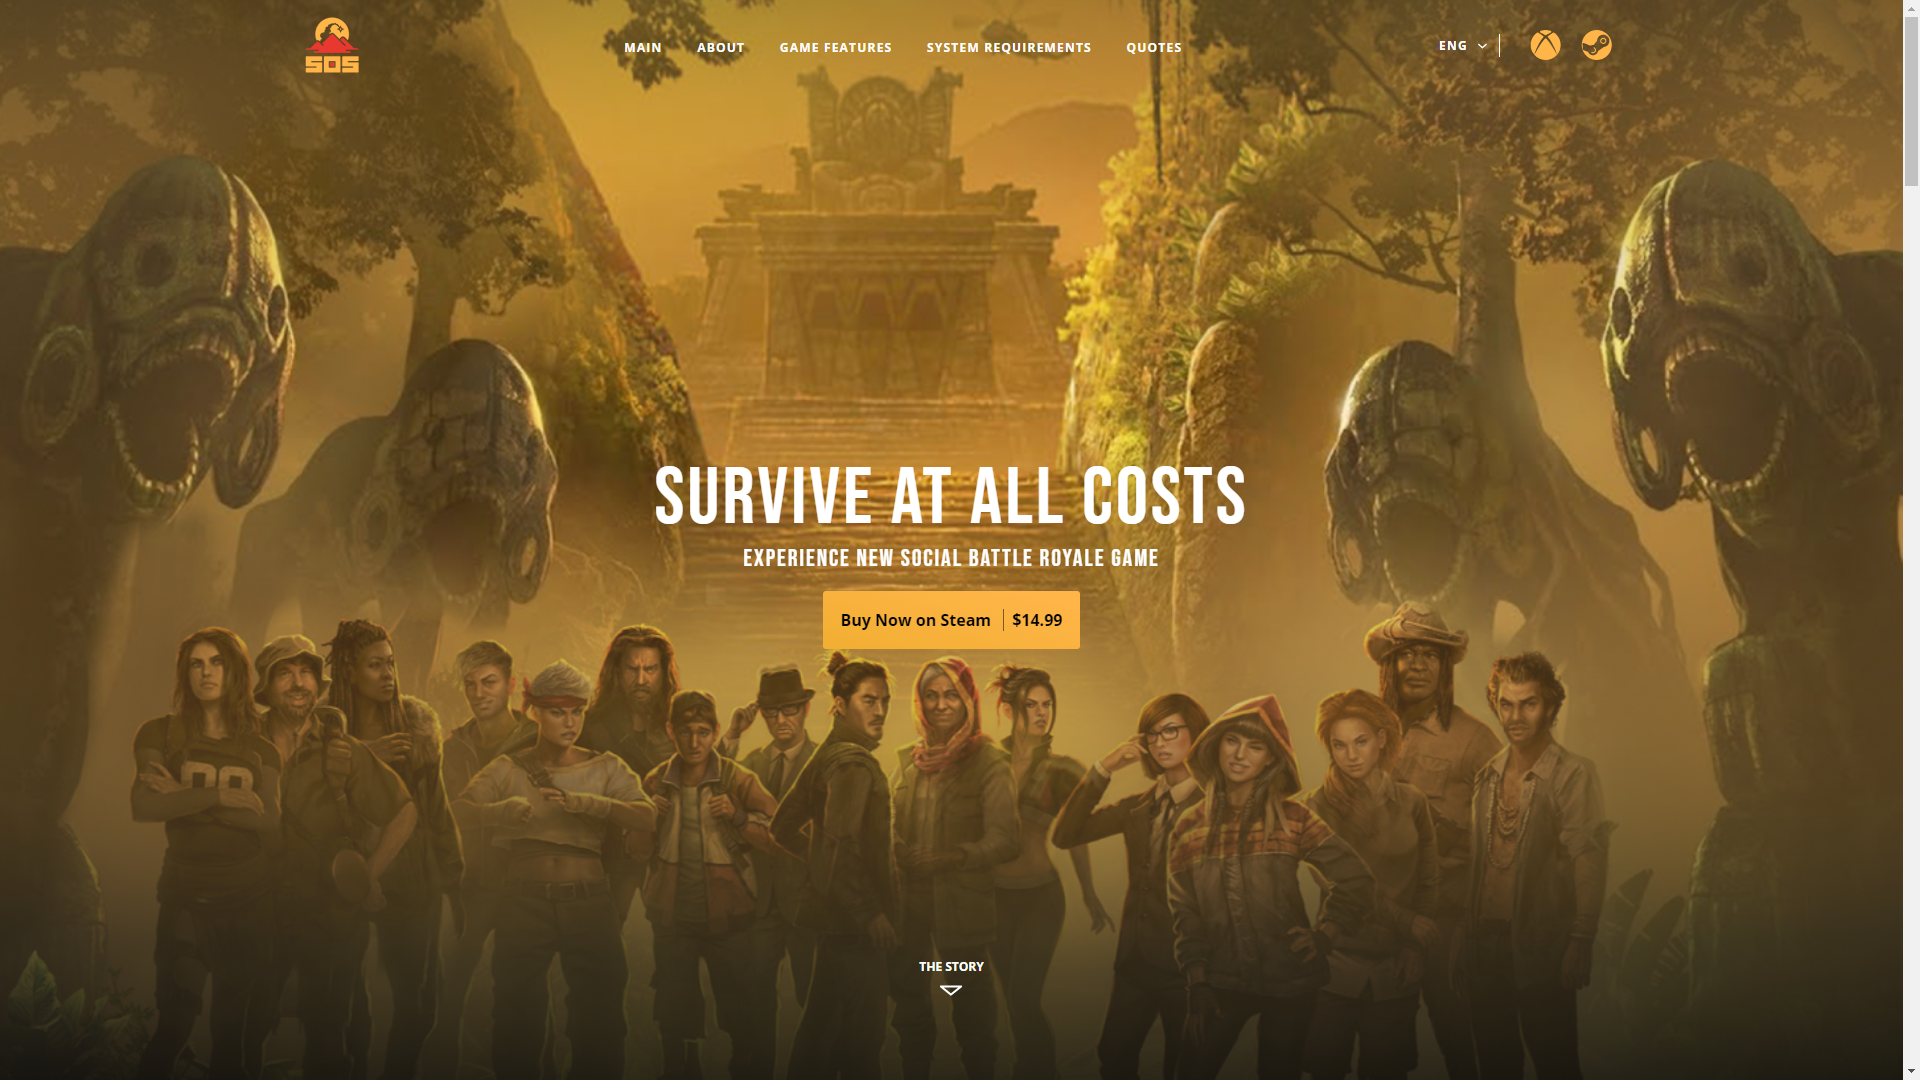 SOS
MAIN
ABOUT
GAME FEATURES
SYSTEM REQUIREMENTS
QUOTES
ENG
SURVIVE AT ALL COSTS
EXPERIENCE NEW SOCIAL BATTLE ROYALE GAME
Buy Now on Steam $14.99
THE STORY